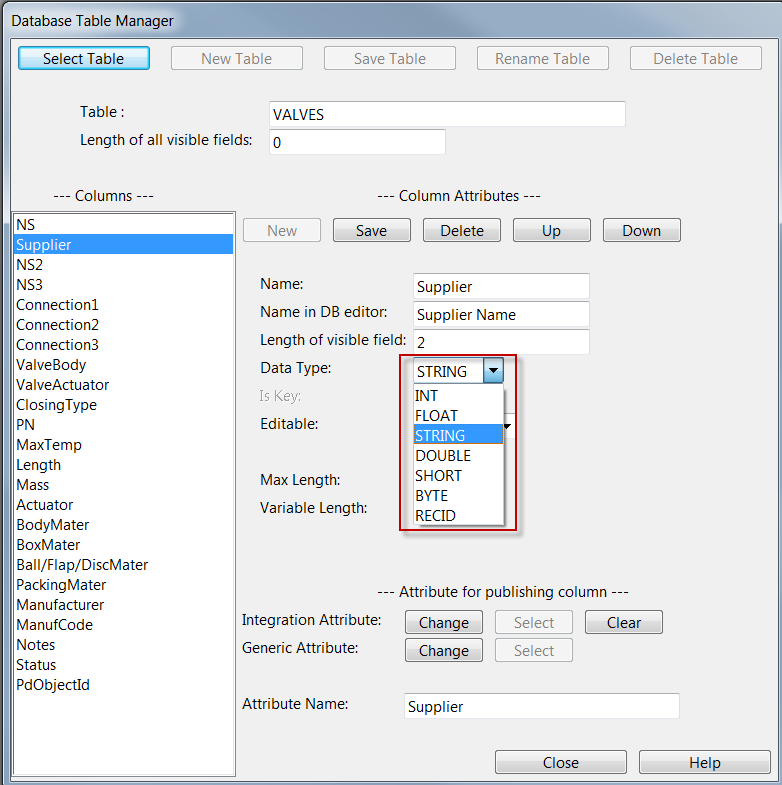 Database Table Manager
Select Table New Table Save Table Rename Table Delete Table
Table : VALVES
Length of all visible fields: 0
--- Columns --- --- Column Attributes ---
NS
Supplier
NS2
NS3
Connection1
Connection2
Connection3
ValveBody
ValveActuator
ClosingType
PN
MaxTemp
Length
Mass
Actuator
BodyMater
BoxMater
Ball/Flap/DiscMater
PackingMater
Manufacturer
ManufCode
Notes
Status
PdObjectId
New Save Delete Up Down
Name: Supplier
Name in DB editor: Supplier Name
Length of visible field: 2
Data Type: STRING
Is Key:
Editable:
Max Length:
Variable Length:
INT
FLOAT
STRING
DOUBLE
SHORT
BYTE
RECID
--- Attribute for publishing column ---
Integration Attribute: Change Select Clear
Generic Attribute: Change Select
Attribute Name: Supplier
Close Help